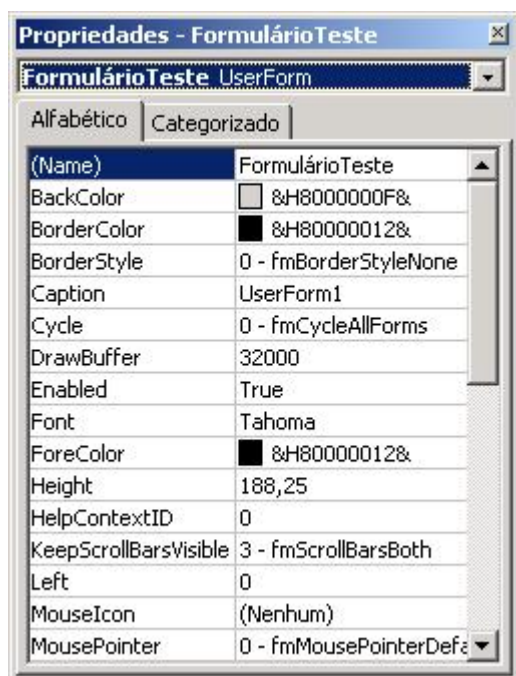 Propriedades - FormulárioTeste
FormulárioTeste UserForm
Alfabético Categorizado
(Name) FormulárioTeste
BackColor &H8000000F&
BorderColor &H80000012&
BorderStyle 0 - fmBorderStyleNone
Caption UserForm1
Cycle 0 - fmCycleAllForms
DrawBuffer 32000
Enabled True
Font Tahoma
ForeColor &H80000012&
Height 188,25
HelpContextID 0
KeepScrollBarsVisible 3 - fmScrollBarsBoth
Left 0
MouseIcon (Nenhum)
MousePointer 0 - fmMousePointerDefa